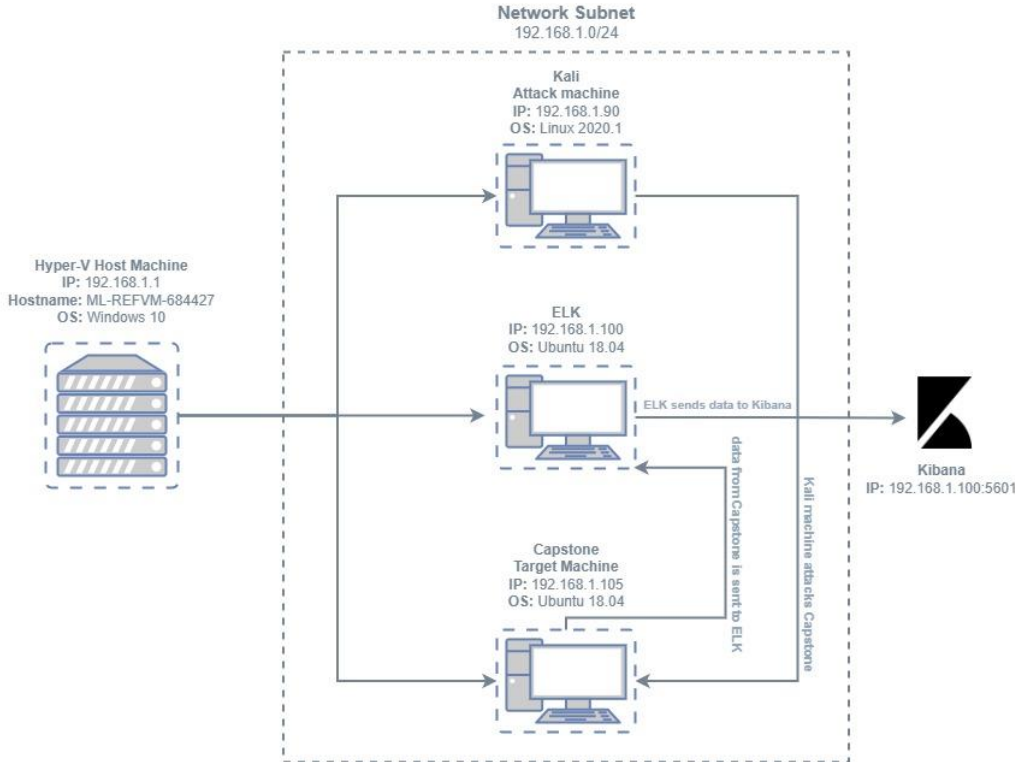 Network Subnet
192.168.1.0/24
Kali
Attack machine
IP: 192.168.1.90
OS: Linux 2020.1
Hyper-V Host Machine
IP: 192.168.1.1
Hostname: ML-REFVM-684427
OS: Windows 10
ELK
IP: 192.168.1.100
OS: Ubuntu 18.04
ELK sends data to Kibana
Kibana
IP: 192.168.1.100:5601
data from Capstone is sent to ELK
Kali machine attacks Capstone
Capstone
Target Machine
IP: 192.168.1.105
OS: Ubuntu 18.04